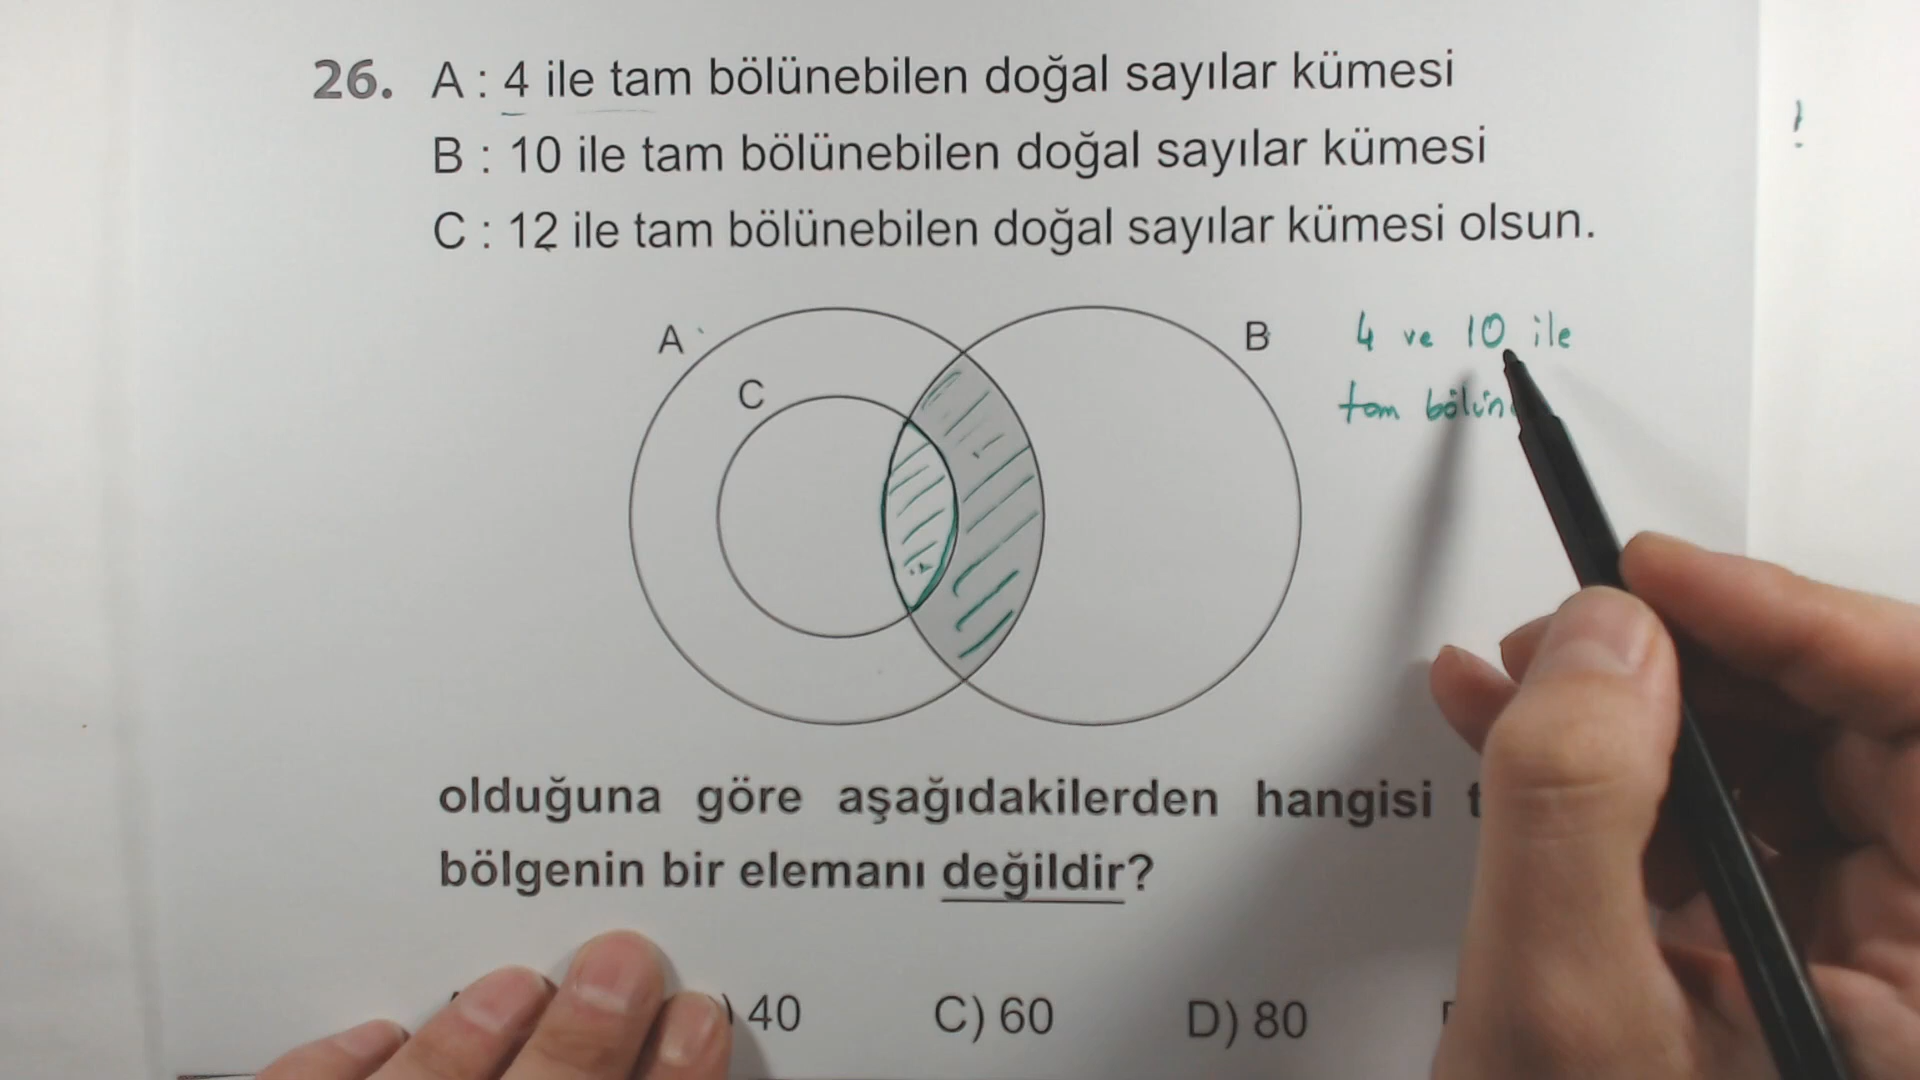 26. A : 4 ile tam bölünebilen doğal sayılar kümesi
B : 10 ile tam bölünebilen doğal sayılar kümesi
C : 12 ile tam bölünebilen doğal sayılar kümesi olsun.
A
B
C
4 ve 10 ile
tam
olduğuna göre aşağıdakilerden hangisi
bölgenin bir elemanı değildir?
) 40 C) 60 D) 80
!